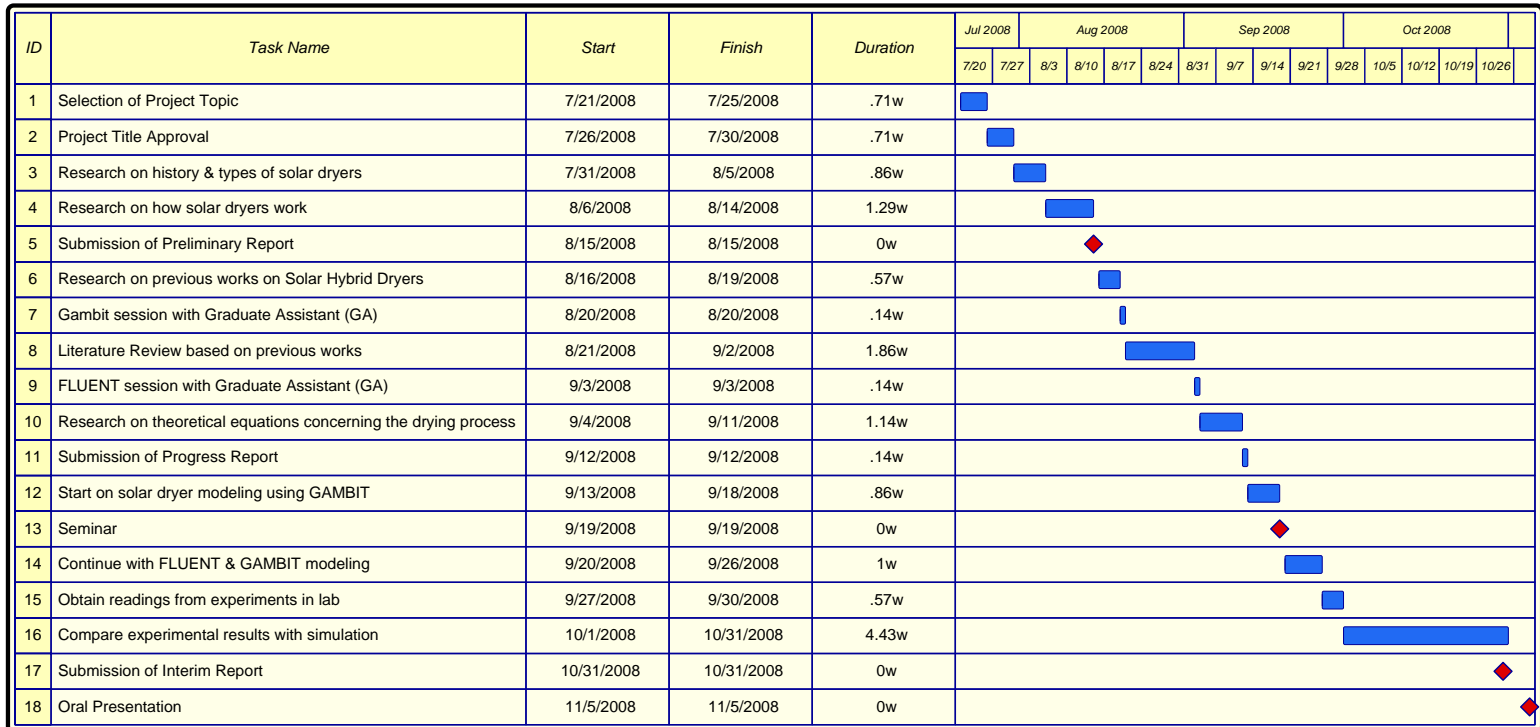 ID Task Name Start Finish Duration Jul 2008 Aug 2008 Sep 2008 Oct 2008
7/20 7/27 8/3 8/10 8/17 8/24 8/31 9/7 9/14 9/21 9/28 10/5 10/12 10/19 10/26
1 Selection of Project Topic 7/21/2008 7/25/2008 .71w
2 Project Title Approval 7/26/2008 7/30/2008 .71w
3 Research on history & types of solar dryers 7/31/2008 8/5/2008 .86w
4 Research on how solar dryers work 8/6/2008 8/14/2008 1.29w
5 Submission of Preliminary Report 8/15/2008 8/15/2008 0w
6 Research on previous works on Solar Hybrid Dryers 8/16/2008 8/19/2008 .57w
7 Gambit session with Graduate Assistant (GA) 8/20/2008 8/20/2008 .14w
8 Literature Review based on previous works 8/21/2008 9/2/2008 1.86w
9 FLUENT session with Graduate Assistant (GA) 9/3/2008 9/3/2008 .14w
10 Research on theoretical equations concerning the drying process 9/4/2008 9/11/2008 1.14w
11 Submission of Progress Report 9/12/2008 9/12/2008 .14w
12 Start on solar dryer modeling using GAMBIT 9/13/2008 9/18/2008 .86w
13 Seminar 9/19/2008 9/19/2008 0w
14 Continue with FLUENT & GAMBIT modeling 9/20/2008 9/26/2008 1w
15 Obtain readings from experiments in lab 9/27/2008 9/30/2008 .57w
16 Compare experimental results with simulation 10/1/2008 10/31/2008 4.43w
17 Submission of Interim Report 10/31/2008 10/31/2008 0w
18 Oral Presentation 11/5/2008 11/5/2008 0w